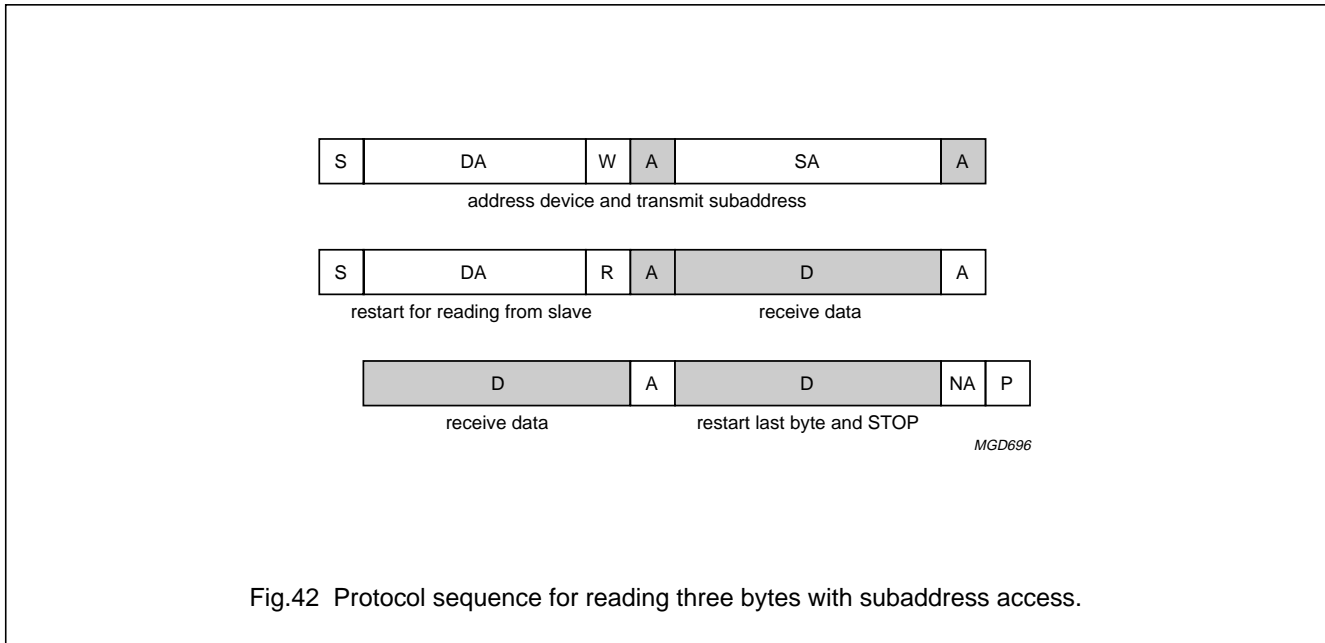 S DA W A SA A
address device and transmit subaddress
S DA R A D A
restart for reading from slave receive data
D A D NA P
receive data restart last byte and STOP
MGD696
Fig.42 Protocol sequence for reading three bytes with subaddress access.